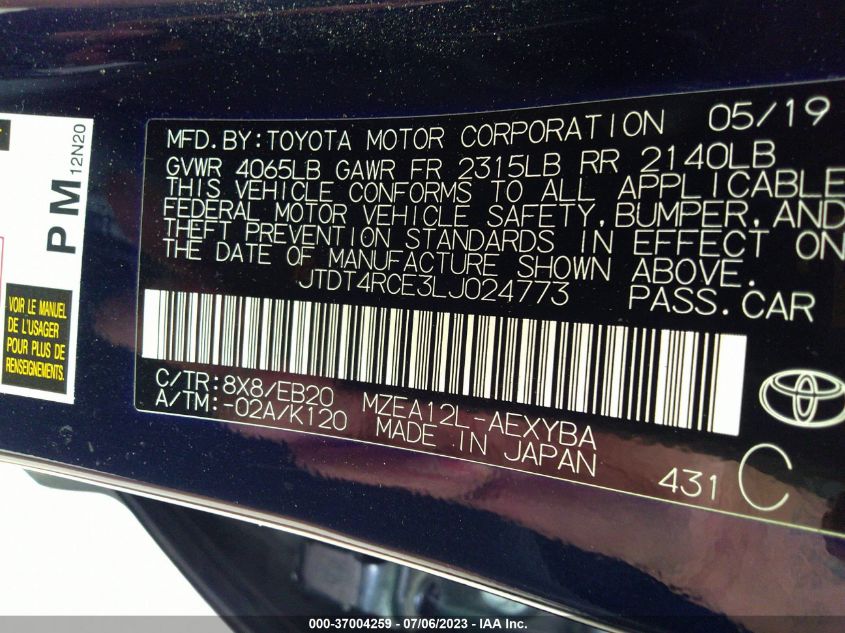 MFD.BY:TOYOTA MOTOR CORPORATION 05/19
GVWR 4065LB GAWR FR 2315LB RR 2140LB
THIS VEHICLE CONFORMS TO ALL APPLICABLE
FEDERAL MOTOR VEHICLE SAFETY,BUMPER,AND
THEFT PREVENTION STANDARDS IN EFFECT ON
THE DATE OF MANUFACTURE SHOWN ABOVE.
JTDT4RCE3LJ024773 PASS.CAR
C/TR:8X8/EB20 MZEA12L-AEXYBA
A/TM:-02A/K120 MADE IN JAPAN
431 C
PM
12N20
VOIR LE MANUEL
DE L'USAGER
POUR PLUS DE
RENSEIGNEMENTS.
000-37004259 - 07/06/2023 - © IAA Inc.